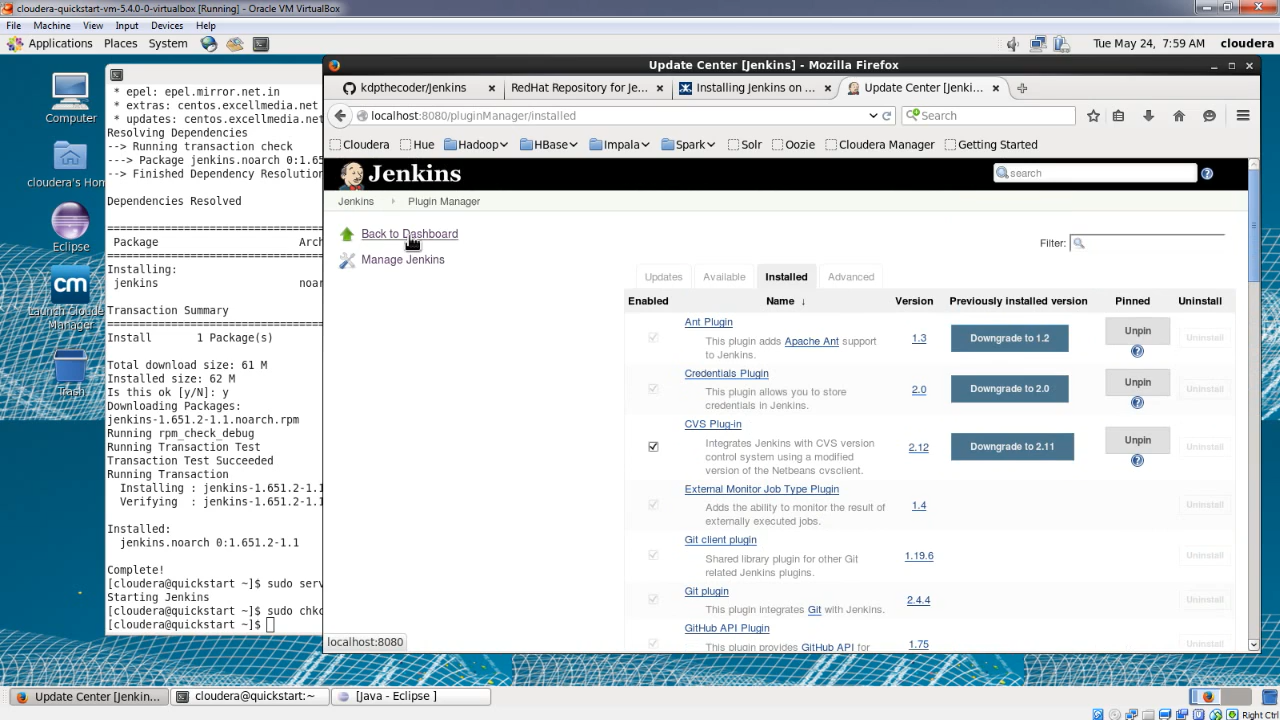 cloudera-quickstart-vm-5.4.0-0-virtualbox [Running] - Oracle VM VirtualBox
File Machine View Input Devices Help
Applications Places System
Tue May 24, 7:59 AM cloudera
Update Center [Jenkins] - Mozilla Firefox
kdpthecoder/Jenkins
RedHat Repository for Je...
Installing Jenkins on ...
Update Center [Jenki...
localhost:8080/pluginManager/installed
Search
Cloudera Hue Hadoop HBase Impala Spark Solr Oozie Cloudera Manager Getting Started
Jenkins
search
Jenkins Plugin Manager
Back to Dashboard
Manage Jenkins
Filter:
Updates Available Installed Advanced
Enabled Name ↓ Version Previously installed version Pinned Uninstall
Ant Plugin
This plugin adds Apache Ant support
to Jenkins.
1.3 Downgrade to 1.2 Unpin Uninstall
Credentials Plugin
This plugin allows you to store
credentials in Jenkins.
2.0 Downgrade to 2.0 Unpin Uninstall
CVS Plug-in
Integrates Jenkins with CVS version
control system using a modified
version of the Netbeans cvsclient.
2.12 Downgrade to 2.11 Unpin Uninstall
External Monitor Job Type Plugin
Adds the ability to monitor the result of
externally executed jobs.
1.4 Uninstall
Git client plugin
Shared library plugin for other Git
related Jenkins plugins.
1.19.6 Uninstall
Git plugin
This plugin integrates Git with Jenkins.
2.4.4 Uninstall
GitHub API Plugin
This plugin provides GitHub API for
1.75 Uninstall
localhost:8080
Computer
cloudera's Hom
Eclipse
Launch Cloude
Manager
Trash
* epel: epel.mirror.net.in
* extras: centos.excellmedia.net
* updates: centos.excellmedia.net
Resolving Dependencies
--> Running transaction check
---> Package jenkins.noarch 0:1.65
--> Finished Dependency Resolution
Dependencies Resolved
Package Arch
Installing:
jenkins noar
Transaction Summary
Install 1 Package(s)
Total download size: 61 M
Installed size: 62 M
Is this ok [y/N]: y
Downloading Packages:
jenkins-1.651.2-1.1.noarch.rpm
Running rpm_check_debug
Running Transaction Test
Transaction Test Succeeded
Running Transaction
Installing : jenkins-1.651.2-1.1
Verifying : jenkins-1.651.2-1.1
Installed:
jenkins.noarch 0:1.651.2-1.1
Complete!
[cloudera@quickstart ~]$ sudo serv
Starting Jenkins
[cloudera@quickstart ~]$ sudo chkc
[cloudera@quickstart ~]$
Update Center [Jenkin...
cloudera@quickstart:~
[Java - Eclipse ]
Right Ctrl